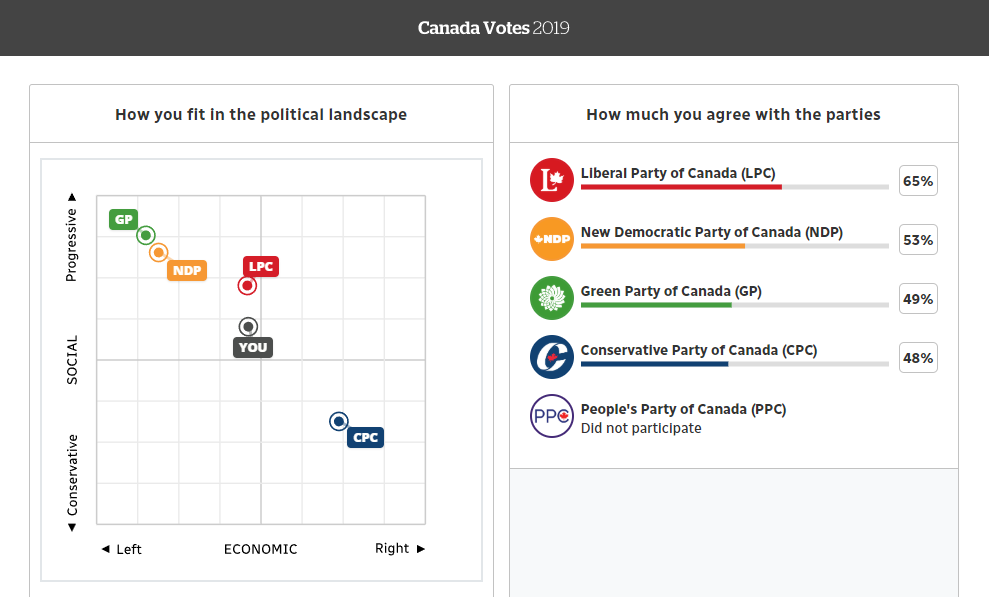 Canada Votes 2019
How you fit in the political landscape
▲ Progressive
SOCIAL
◄ Conservative
GP
NDP
LPC
YOU
CPC
◄ Left
ECONOMIC
Right ►
How much you agree with the parties
L
Liberal Party of Canada (LPC)
65%
NDP
New Democratic Party of Canada (NDP)
53%
Green Party of Canada (GP)
49%
C
Conservative Party of Canada (CPC)
48%
PPC
People's Party of Canada (PPC)
Did not participate